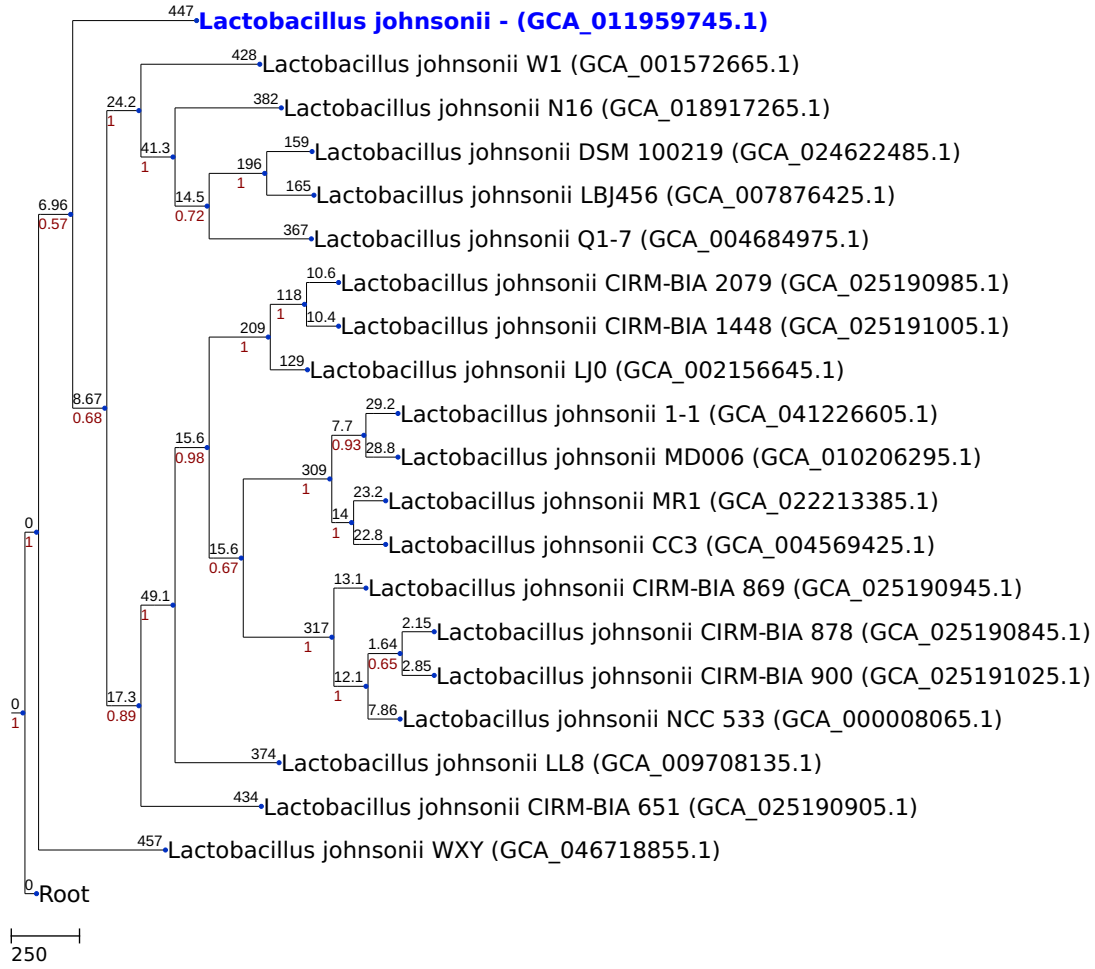 447
Lactobacillus johnsonii - (GCA_011959745.1)
428
Lactobacillus johnsonii W1 (GCA_001572665.1)
24.2
1
382
Lactobacillus johnsonii N16 (GCA_018917265.1)
41.3
1
159
Lactobacillus johnsonii DSM 100219 (GCA_024622485.1)
196
1
165
Lactobacillus johnsonii LBJ456 (GCA_007876425.1)
14.5
0.72
6.96
0.57
367
Lactobacillus johnsonii Q1-7 (GCA_004684975.1)
10.6
Lactobacillus johnsonii CIRM-BIA 2079 (GCA_025190985.1)
118
1
10.4
Lactobacillus johnsonii CIRM-BIA 1448 (GCA_025191005.1)
209
1
129
Lactobacillus johnsonii LJ0 (GCA_002156645.1)
8.67
0.68
29.2
Lactobacillus johnsonii 1-1 (GCA_041226605.1)
7.7
0.93
15.6
0.98
28.8
Lactobacillus johnsonii MD006 (GCA_010206295.1)
309
1
23.2
Lactobacillus johnsonii MR1 (GCA_022213385.1)
14
1
0
1
22.8
Lactobacillus johnsonii CC3 (GCA_004569425.1)
15.6
0.67
13.1
Lactobacillus johnsonii CIRM-BIA 869 (GCA_025190945.1)
49.1
1
2.15
Lactobacillus johnsonii CIRM-BIA 878 (GCA_025190845.1)
317
1
1.64
0.65
2.85
Lactobacillus johnsonii CIRM-BIA 900 (GCA_025191025.1)
12.1
1
17.3
0.89
0
1
7.86
Lactobacillus johnsonii NCC 533 (GCA_000008065.1)
374
Lactobacillus johnsonii LL8 (GCA_009708135.1)
434
Lactobacillus johnsonii CIRM-BIA 651 (GCA_025190905.1)
457
Lactobacillus johnsonii WXY (GCA_046718855.1)
0
Root
250